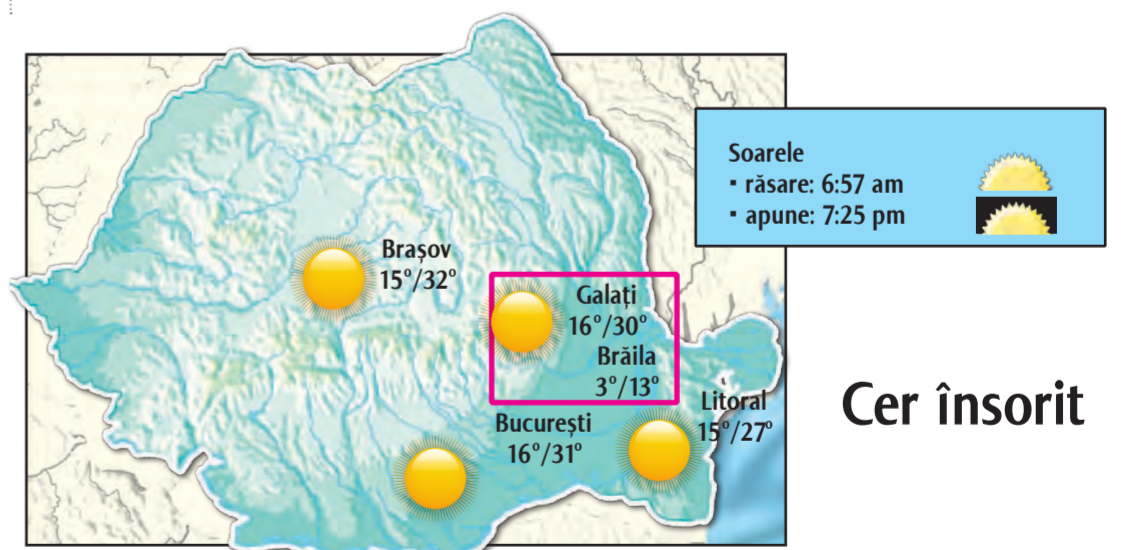 Soarele
▪ răsare: 6:57 am
▪ apune: 7:25 pm
Brașov
15°/32°
Galați
16°/30°
Brăila
3°/13°
Litoral
15°/27°
București
16°/31°
Cer însorit